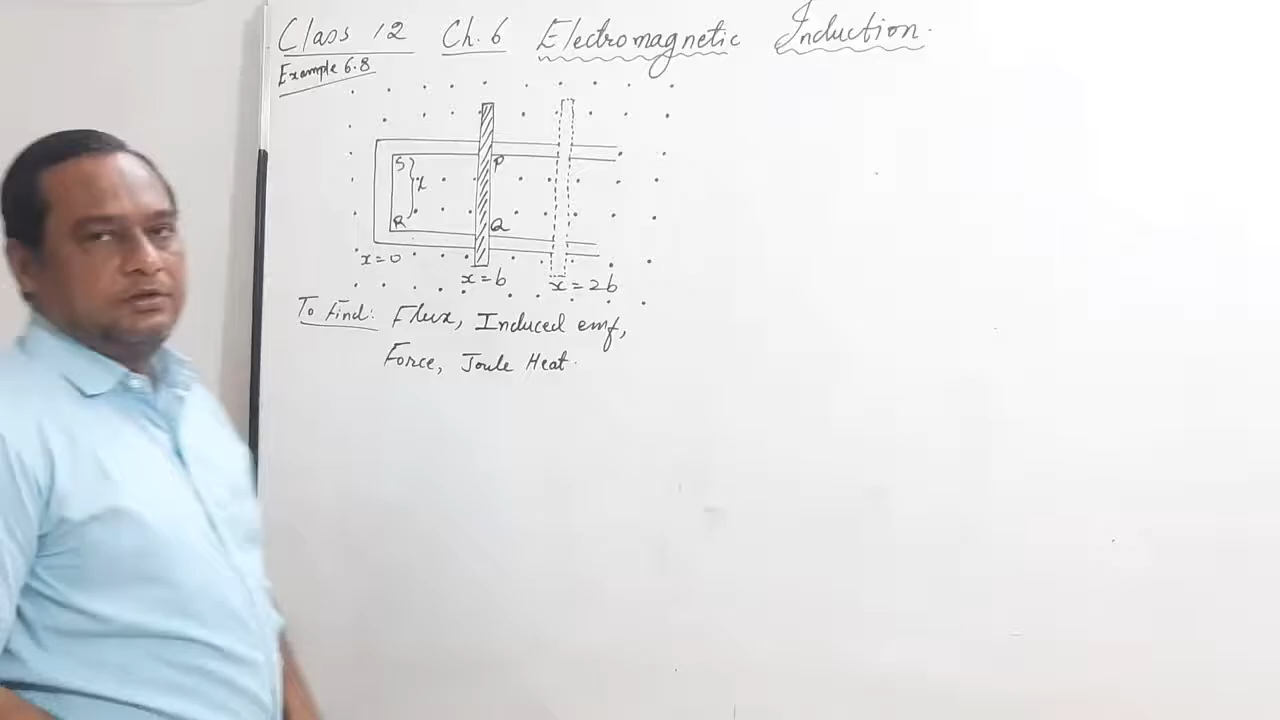 Class 12 Ch. 6 Electromagnetic Induction.
Example 6.8
S P
l
R Q
x=0 x=b x=2b
To Find: Flux, Induced emf,
Force, Joule Heat.